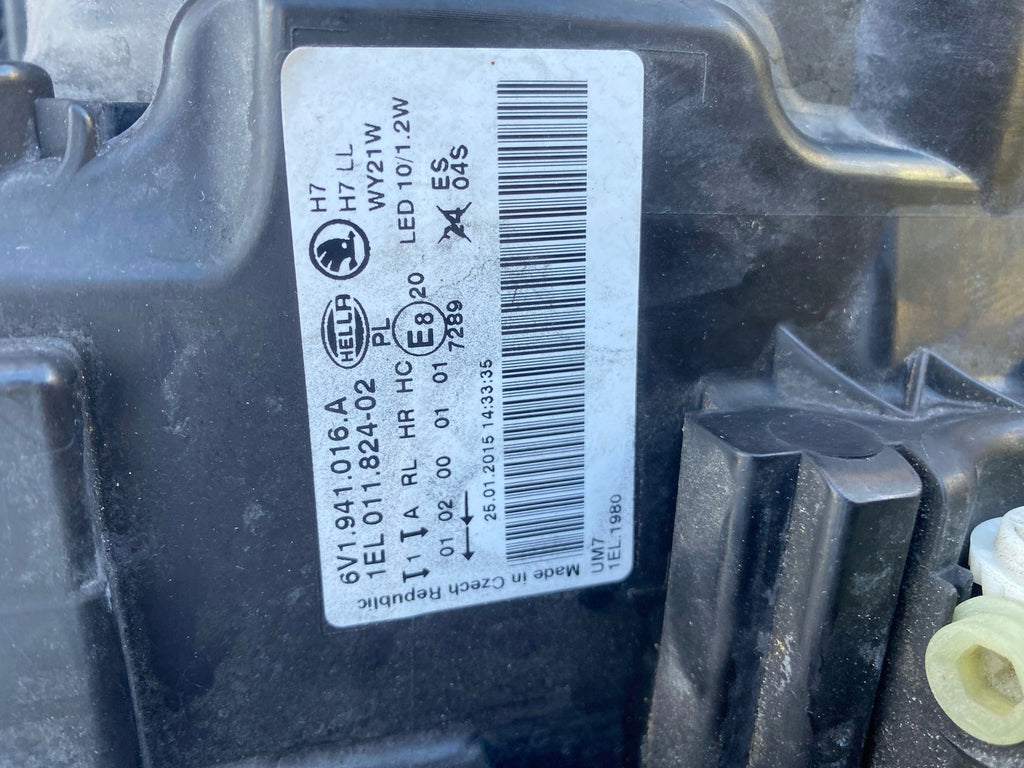 6V1.941.016.A
1EL 011.824-02
HELLA
H7
H7 LL
WY21W
LED 10/1.2W
1 A RL HR HC PL
01 02 00 01 01
E8 20
7289
ES
04S
25.01.2015 14:33:35
Made in Czech Republic
UM7
1EL.1980